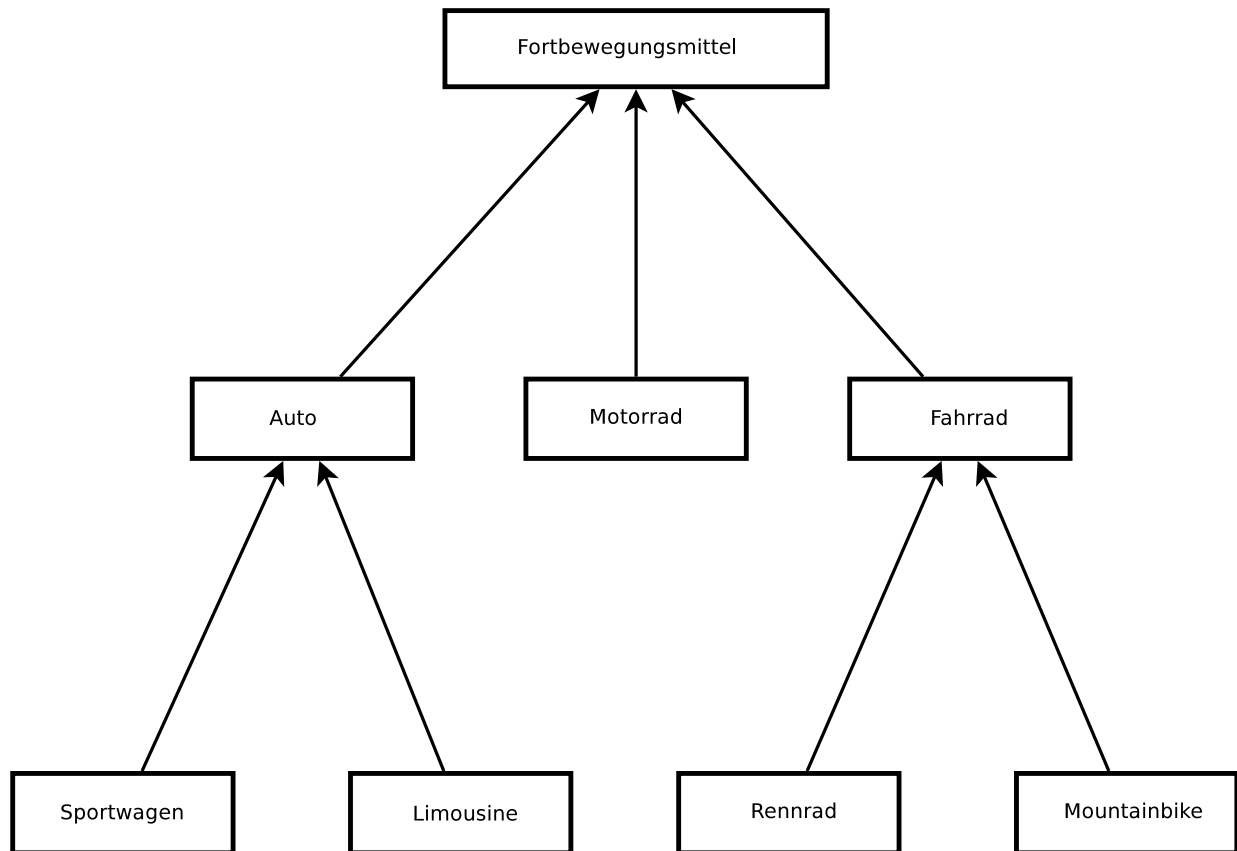 Fortbewegungsmittel
Auto
Motorrad
Fahrrad
Sportwagen
Limousine
Rennrad
Mountainbike